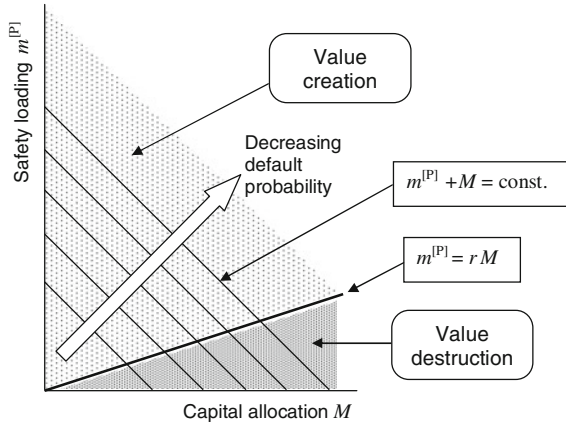 Safety loading m[P]
Value
creation
Decreasing
default
probability
m[P] + M = const.
m[P] = r M
Value
destruction
Capital allocation M